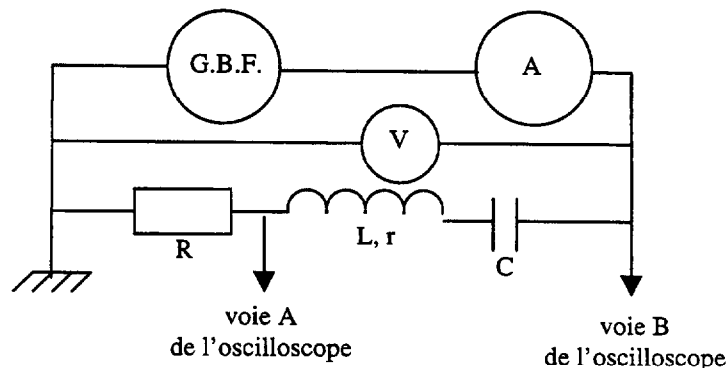 G.B.F.
A
V
R
L, r
C
voie A
de l'oscilloscope
voie B
de l'oscilloscope